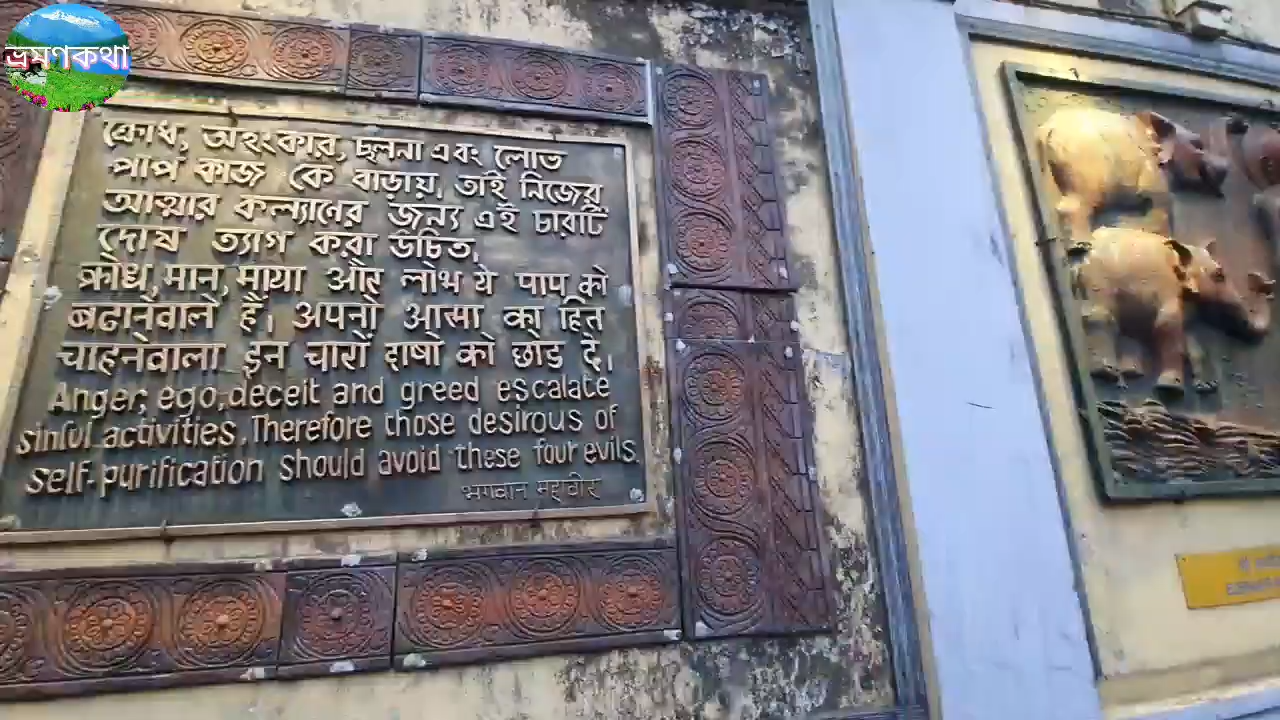 ভ্রমণকথা
ক্রোধ, অহংকার, ছলনা এবং লোভ
পাপ কাজ কে বাড়ায়, তাই নিজের
আত্মার কল্যানের জন্য এই চারটি
দোষ ত্যাগ করা উচিত,
क्रोध, मान, माया और लोभ ये पाप को
बढानेवाले हैं। अपनी आत्मा का हित
चाहनेवाला इन चारों दोषों को छोड दे।
Anger, ego, deceit and greed escalate
sinful activities. Therefore those desirous of
self-purification should avoid these four evils.
भगवान महावीर